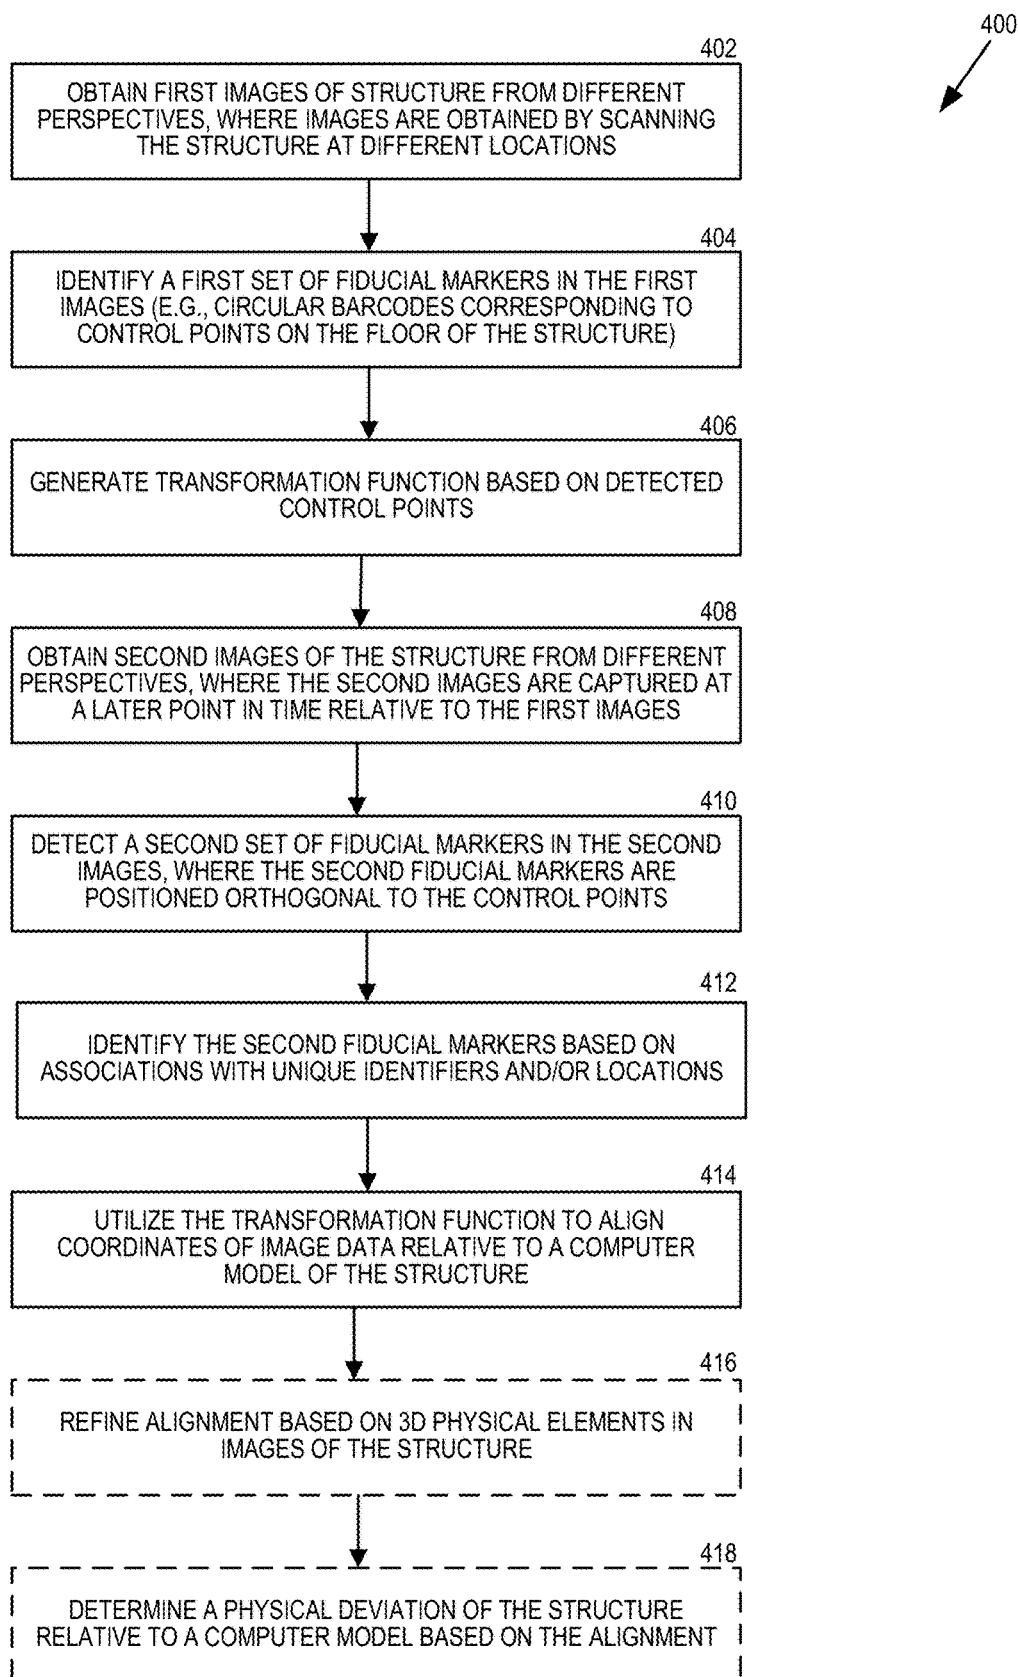 400
402
OBTAIN FIRST IMAGES OF STRUCTURE FROM DIFFERENT
PERSPECTIVES, WHERE IMAGES ARE OBTAINED BY SCANNING
THE STRUCTURE AT DIFFERENT LOCATIONS
404
IDENTIFY A FIRST SET OF FIDUCIAL MARKERS IN THE FIRST
IMAGES (E.G., CIRCULAR BARCODES CORRESPONDING TO
CONTROL POINTS ON THE FLOOR OF THE STRUCTURE)
406
GENERATE TRANSFORMATION FUNCTION BASED ON DETECTED
CONTROL POINTS
408
OBTAIN SECOND IMAGES OF THE STRUCTURE FROM DIFFERENT
PERSPECTIVES, WHERE THE SECOND IMAGES ARE CAPTURED AT
A LATER POINT IN TIME RELATIVE TO THE FIRST IMAGES
410
DETECT A SECOND SET OF FIDUCIAL MARKERS IN THE SECOND
IMAGES, WHERE THE SECOND FIDUCIAL MARKERS ARE
POSITIONED ORTHOGONAL TO THE CONTROL POINTS
412
IDENTIFY THE SECOND FIDUCIAL MARKERS BASED ON
ASSOCIATIONS WITH UNIQUE IDENTIFIERS AND/OR LOCATIONS
414
UTILIZE THE TRANSFORMATION FUNCTION TO ALIGN
COORDINATES OF IMAGE DATA RELATIVE TO A COMPUTER
MODEL OF THE STRUCTURE
416
REFINE ALIGNMENT BASED ON 3D PHYSICAL ELEMENTS IN
IMAGES OF THE STRUCTURE
418
DETERMINE A PHYSICAL DEVIATION OF THE STRUCTURE
RELATIVE TO A COMPUTER MODEL BASED ON THE ALIGNMENT